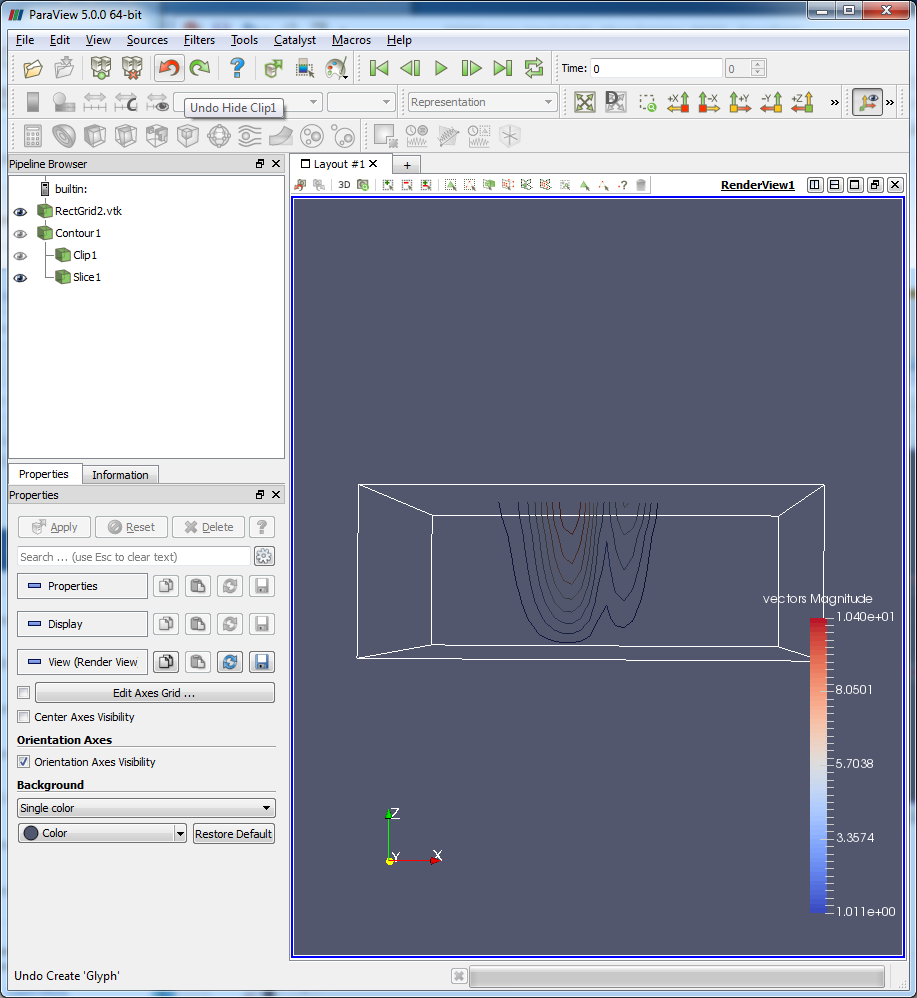 ParaView 5.0.0 64-bit
File Edit View Sources Filters Tools Catalyst Macros Help
Time: 0 0
Representation
+X -X +Y -Y +Z
Undo Hide Clip1
Pipeline Browser
Layout #1
builtin:
3D
RenderView1
RectGrid2.vtk
Contour1
Clip1
Slice1
Properties Information
Properties
Apply Reset Delete ?
Search ... (use Esc to clear text)
Properties
Display
View (Render View
Edit Axes Grid ...
Center Axes Visibility
Orientation Axes
Orientation Axes Visibility
Background
Single color
Color Restore Default
vectors Magnitude
1.040e+01
8.0501
5.7038
3.3574
1.011e+00
Z
Y X
Undo Create 'Glyph'